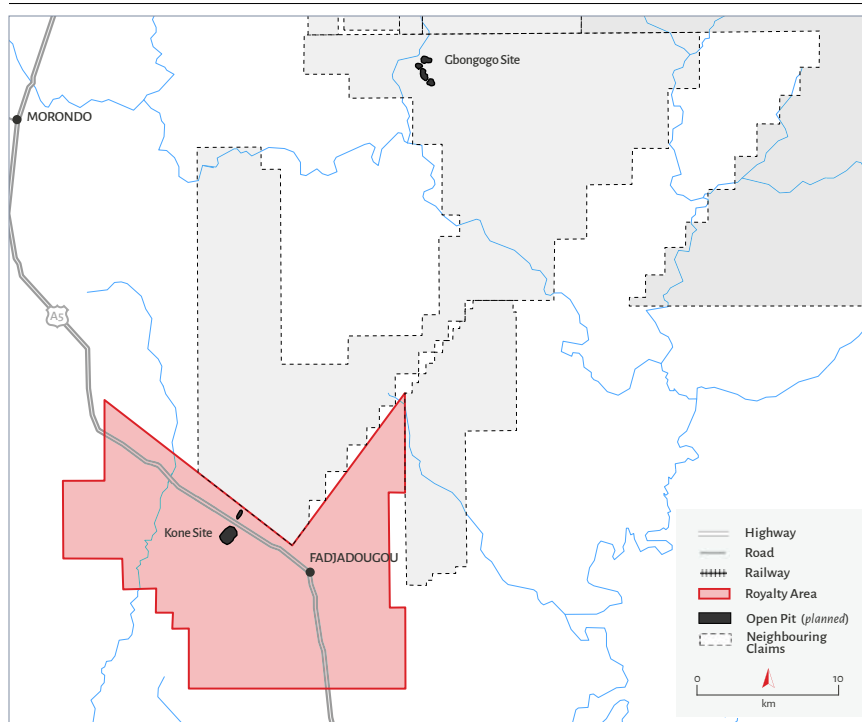 Gbongogo Site
MORONDO
A5
Kone Site
FADJADOUGOU
Highway
Road
Railway
Royalty Area
Open Pit (planned)
Neighbouring
Claims
0 10
km